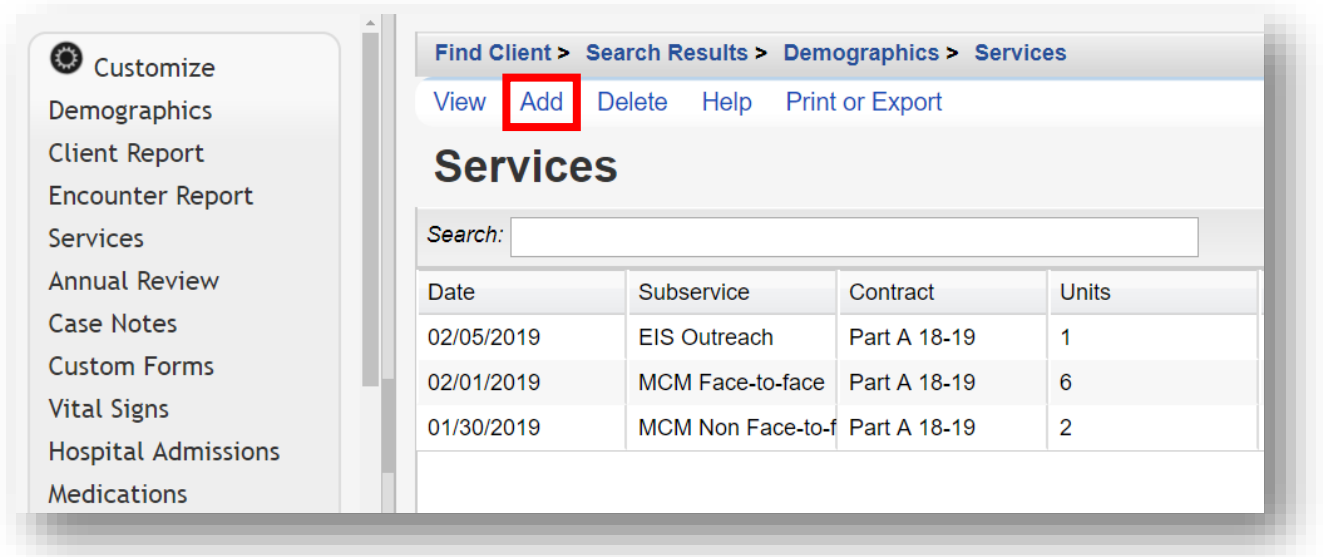 Customize
Demographics
Client Report
Encounter Report
Services
Annual Review
Case Notes
Custom Forms
Vital Signs
Hospital Admissions
Medications
Find Client > Search Results > Demographics > Services
View Add Delete Help Print or Export
Services
Search:
Date Subservice Contract Units
02/05/2019 EIS Outreach Part A 18-19 1
02/01/2019 MCM Face-to-face Part A 18-19 6
01/30/2019 MCM Non Face-to-f Part A 18-19 2